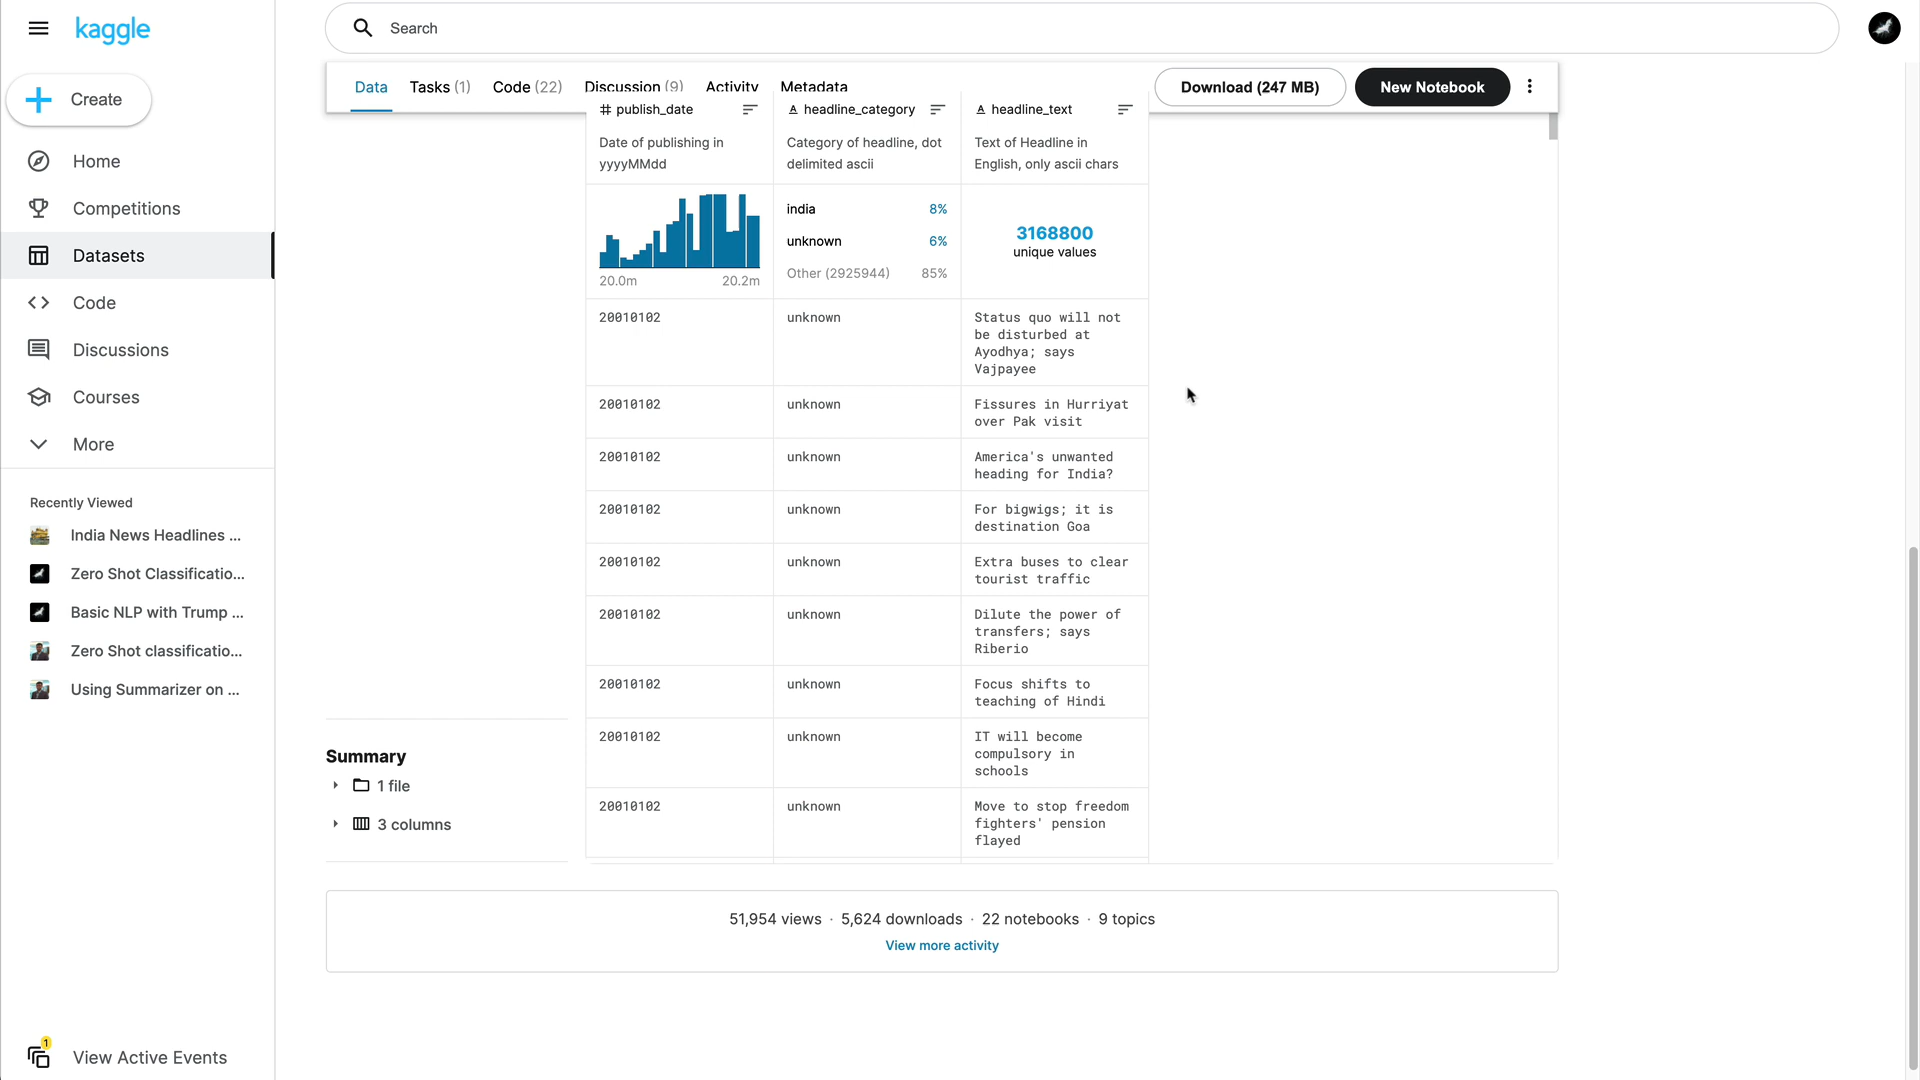 kaggle
Search
Create
Home
Competitions
Datasets
Code
Discussions
Courses
More
Recently Viewed
India News Headlines ...
Zero Shot Classificatio...
Basic NLP with Trump ...
Zero Shot classificatio...
Using Summarizer on ...
1
View Active Events
Data Tasks (1) Code (22) Discussion (9) Activity Metadata
Download (247 MB) New Notebook
# publish_date
Date of publishing in
yyyyMMdd
A headline_category
Category of headline, dot
delimited ascii
A headline_text
Text of Headline in
English, only ascii chars
20.0m 20.2m
india 8%
unknown 6%
Other (2925944) 85%
3168800
unique values
20010102 unknown Status quo will not
be disturbed at
Ayodhya; says
Vajpayee
20010102 unknown Fissures in Hurriyat
over Pak visit
20010102 unknown America's unwanted
heading for India?
20010102 unknown For bigwigs; it is
destination Goa
20010102 unknown Extra buses to clear
tourist traffic
20010102 unknown Dilute the power of
transfers; says
Riberio
20010102 unknown Focus shifts to
teaching of Hindi
20010102 unknown IT will become
compulsory in
schools
20010102 unknown Move to stop freedom
fighters' pension
flayed
Summary
1 file
3 columns
51,954 views · 5,624 downloads · 22 notebooks · 9 topics
View more activity